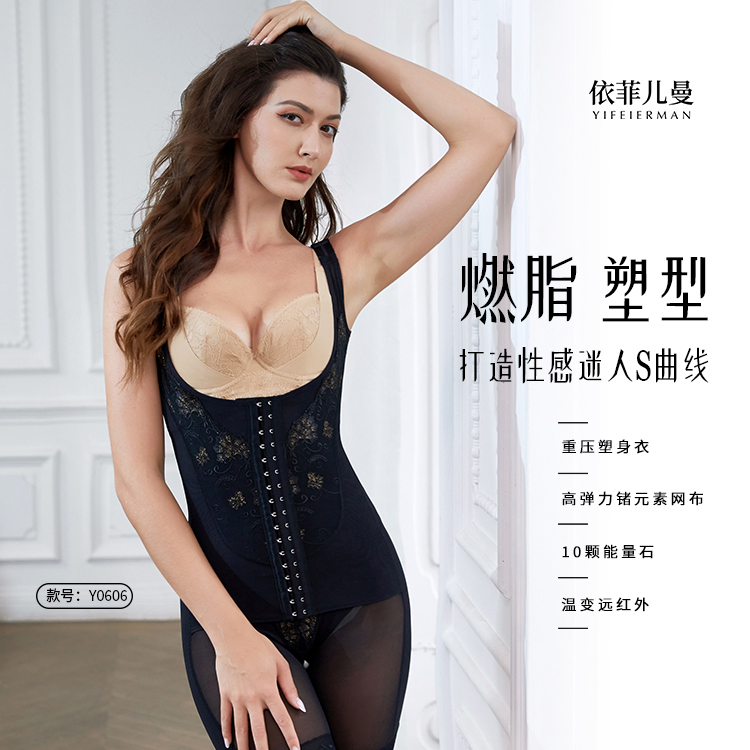 依菲儿曼
YIFEIERMAN
燃脂 塑型
打造性感迷人S曲线
重压塑身衣
高弹力锗元素网布
10颗能量石
温变远红外
款号：Y0606